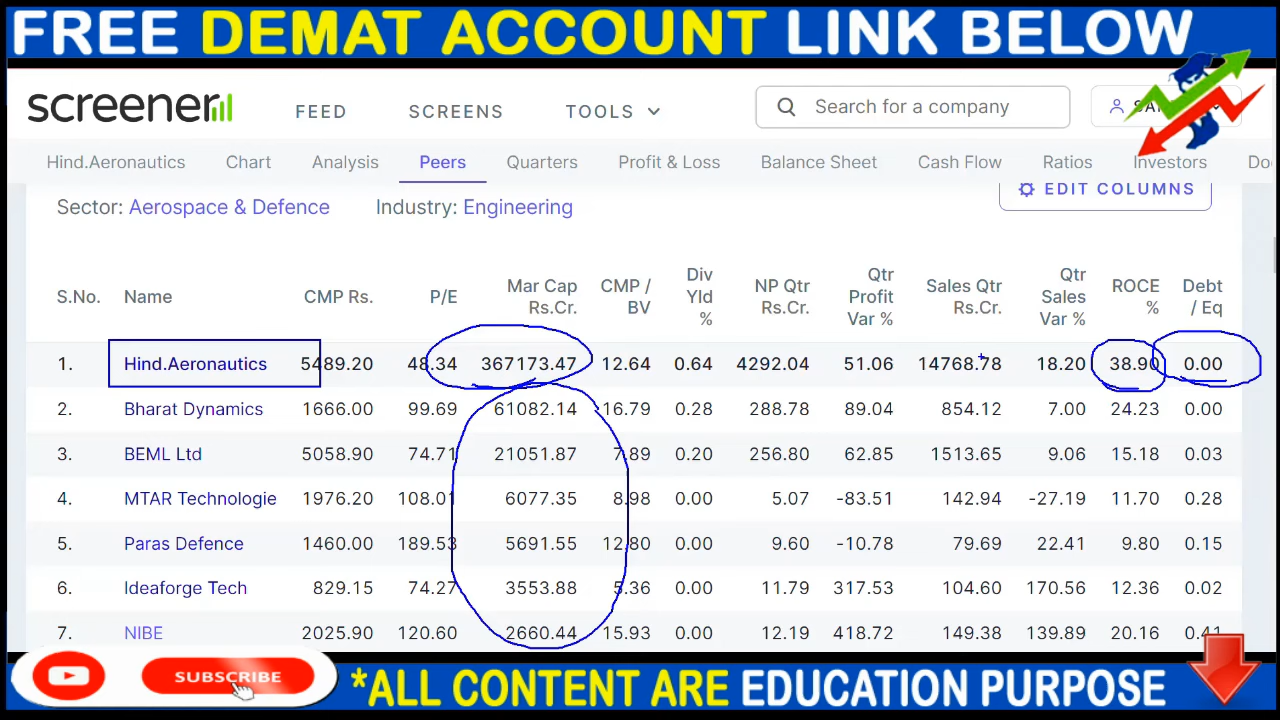 FREE DEMAT ACCOUNT LINK BELOW
screener FEED SCREENS TOOLS Search for a company
Hind.Aeronautics Chart Analysis Peers Quarters Profit & Loss Balance Sheet Cash Flow Ratios Investors
Sector: Aerospace & Defence Industry: Engineering EDIT COLUMNS
S.No. Name CMP Rs. P/E Mar Cap Rs.Cr. CMP / BV Div Yld % NP Qtr Rs.Cr. Qtr Profit Var % Sales Qtr Rs.Cr. Qtr Sales Var % ROCE % Debt / Eq
1. Hind.Aeronautics 5489.20 48.34 367173.47 12.64 0.64 4292.04 51.06 14768.78 18.20 38.90 0.00
2. Bharat Dynamics 1666.00 99.69 61082.14 16.79 0.28 288.78 89.04 854.12 7.00 24.23 0.00
3. BEML Ltd 5058.90 74.71 21051.87 7.89 0.20 256.80 62.85 1513.65 9.06 15.18 0.03
4. MTAR Technologie 1976.20 108.01 6077.35 8.98 0.00 5.07 -83.51 142.94 -27.19 11.70 0.28
5. Paras Defence 1460.00 189.53 5691.55 12.80 0.00 9.60 -10.78 79.69 22.41 9.80 0.15
6. Ideaforge Tech 829.15 74.27 3553.88 5.36 0.00 11.79 317.53 104.60 170.56 12.36 0.02
7. NIBE 2025.90 120.60 2660.44 15.93 0.00 12.19 418.72 149.38 139.89 20.16 0.41
SUBSCRIBE
*ALL CONTENT ARE EDUCATION PURPOSE